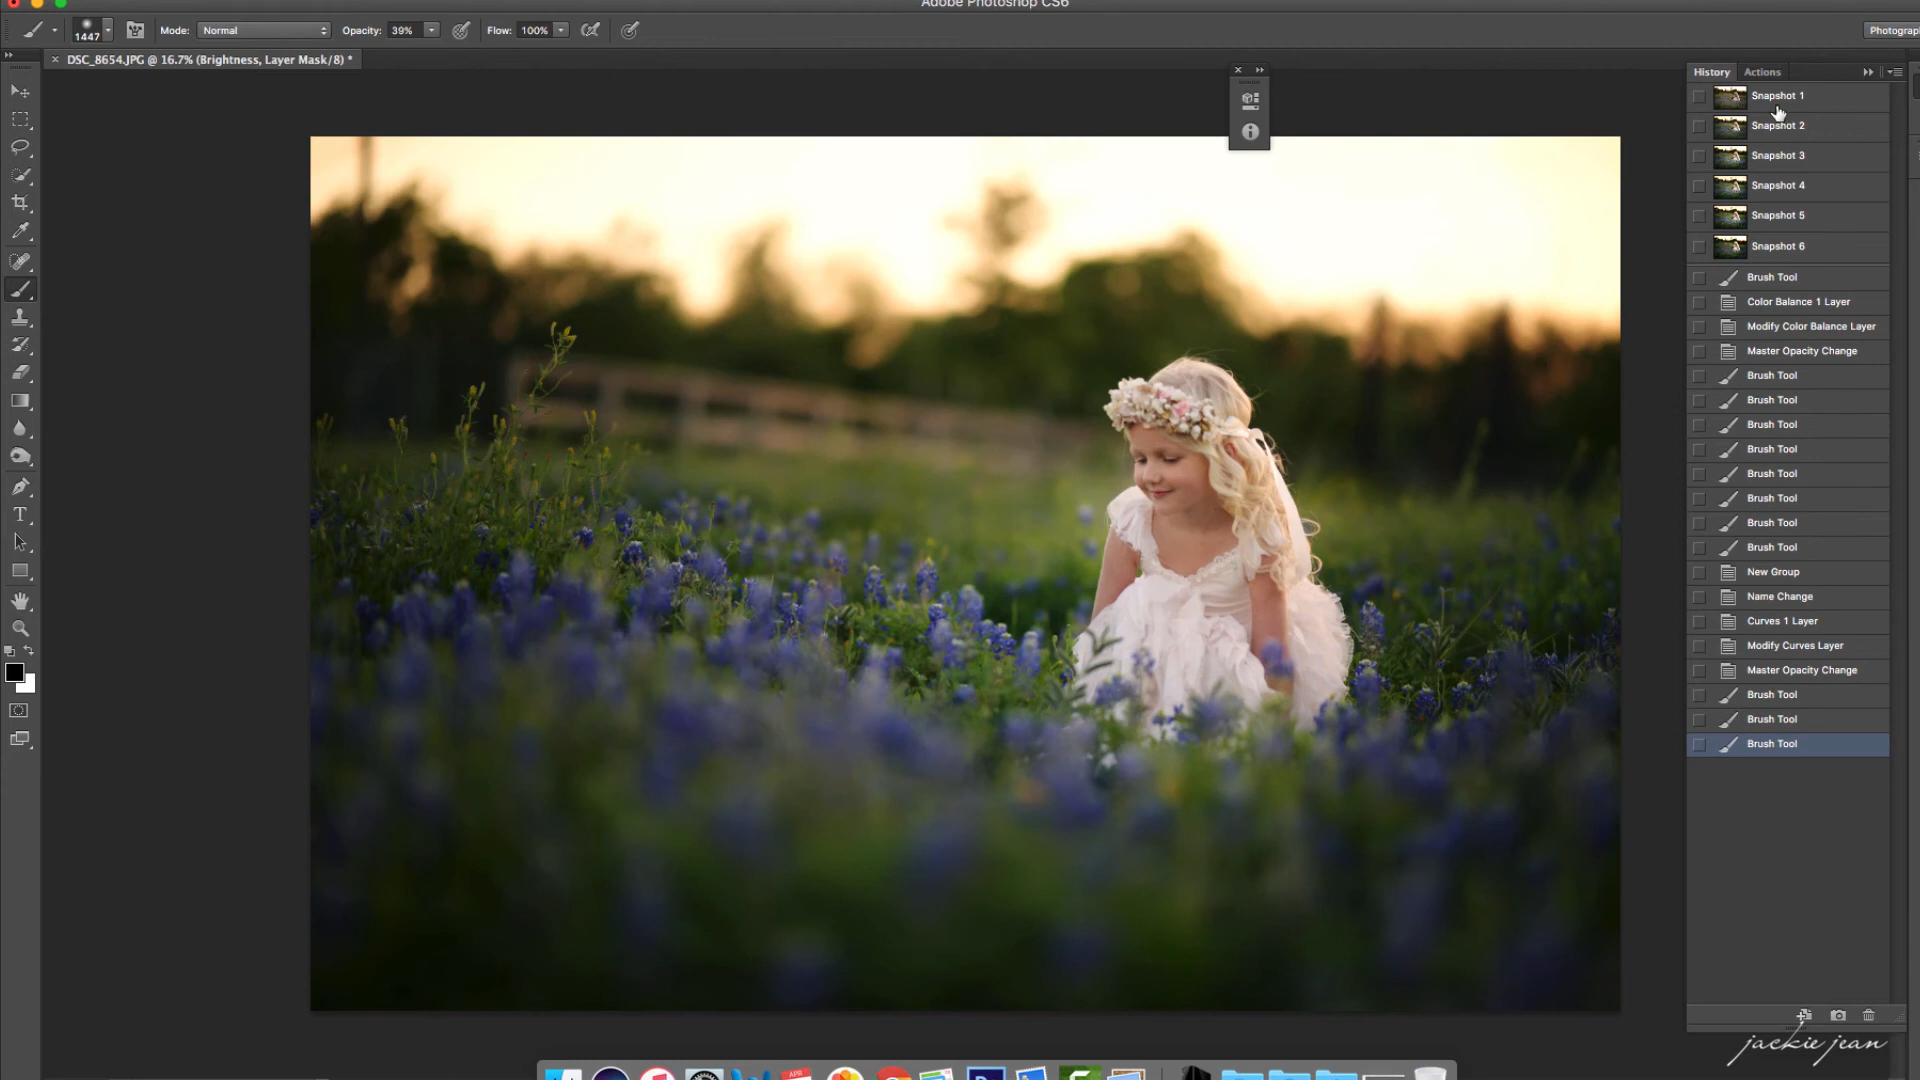 Adobe Photoshop CS6
1447
Mode: Normal
Opacity: 39%
Flow: 100%
Photograp
DSC_8654.JPG @ 16.7% (Brightness, Layer Mask/8) *
History
Actions
Snapshot 1
Snapshot 2
Snapshot 3
Snapshot 4
Snapshot 5
Snapshot 6
Brush Tool
Color Balance 1 Layer
Modify Color Balance Layer
Master Opacity Change
Brush Tool
Brush Tool
Brush Tool
Brush Tool
Brush Tool
Brush Tool
Brush Tool
Brush Tool
New Group
Name Change
Curves 1 Layer
Modify Curves Layer
Master Opacity Change
Brush Tool
Brush Tool
Brush Tool
jackie jean
APR